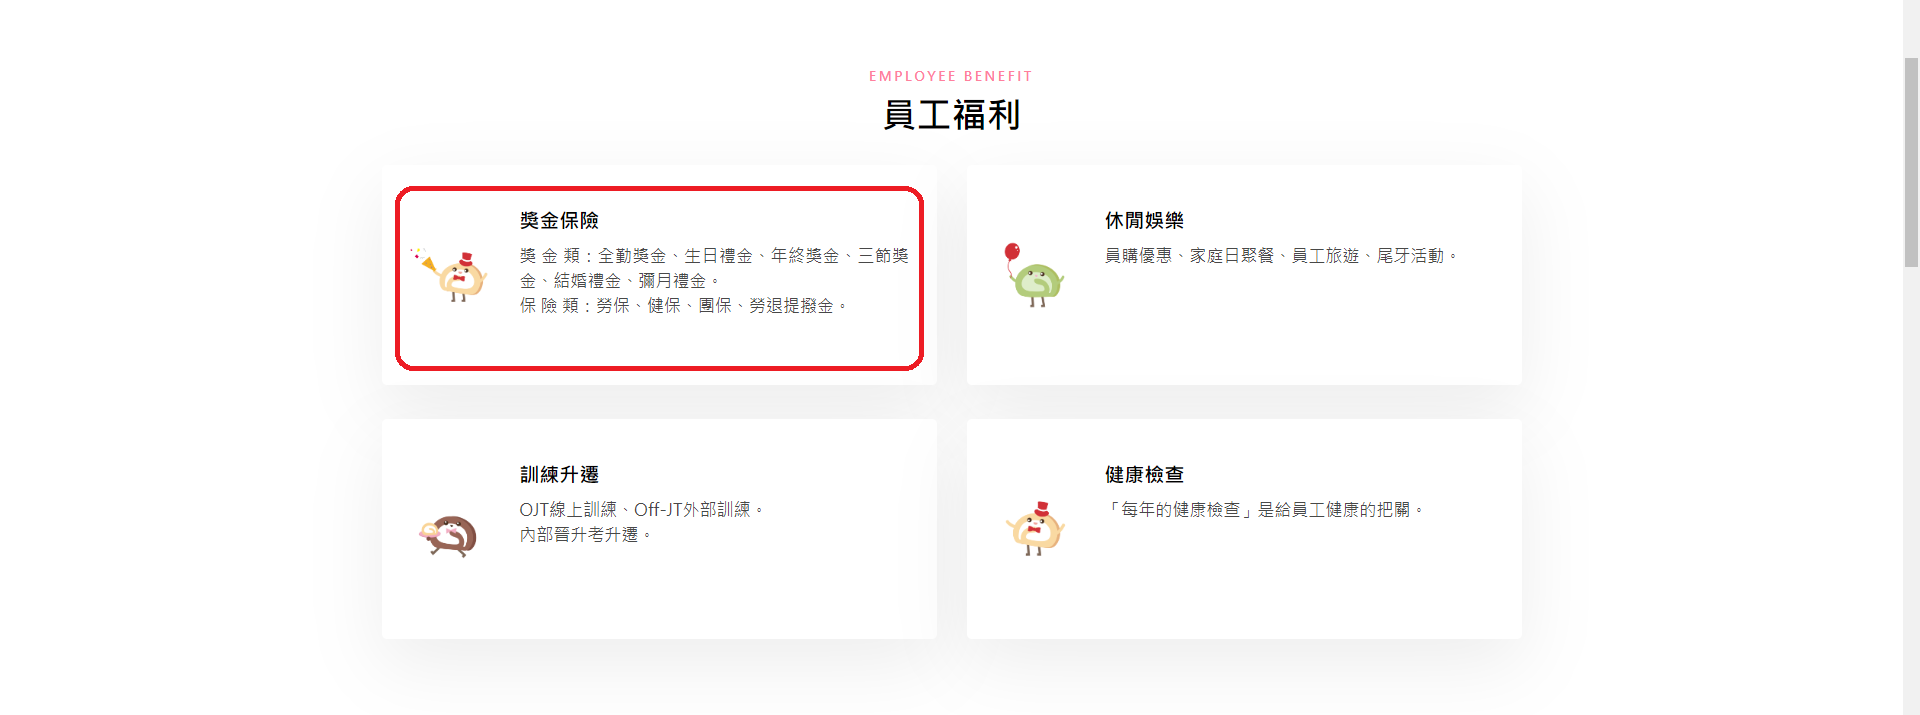 EMPLOYEE BENEFIT
員工福利
獎金保險
獎 金 類：全勤獎金、生日禮金、年終獎金、三節獎
金、結婚禮金、彌月禮金。
保 險 類：勞保、健保、團保、勞退提撥金。
休閒娛樂
員購優惠、家庭日聚餐、員工旅遊、尾牙活動。
訓練升遷
OJT線上訓練、Off-JT外部訓練。
內部晉升考升遷。
健康檢查
「每年的健康檢查」是給員工健康的把關。